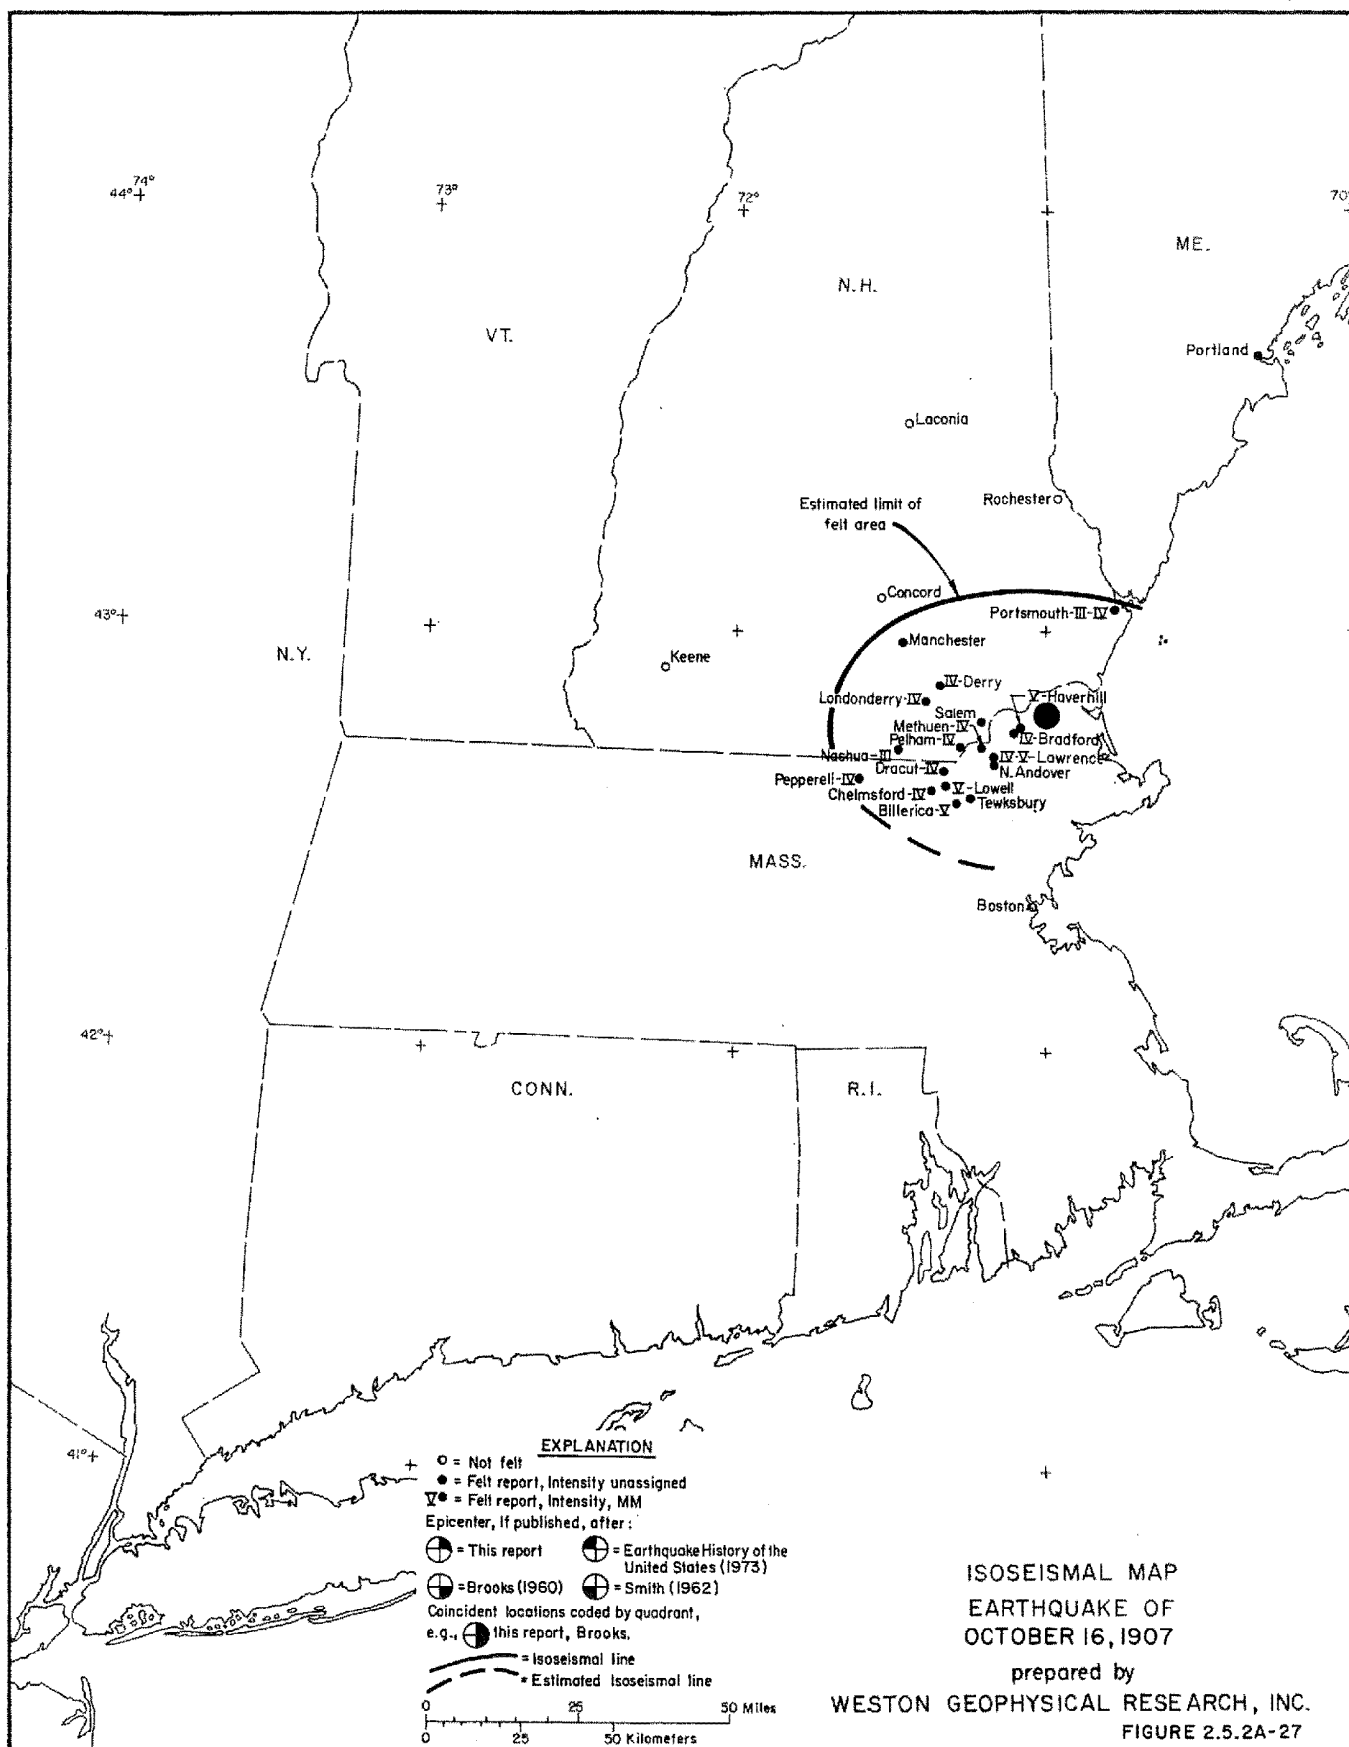 74°
44°
73°
72°
70°
ME.
N.H.
VT.
Portland
Laconia
Rochester
Estimated limit of
felt area
Concord
43°
Portsmouth-III-IV
Manchester
N.Y.
Keene
IV-Derry
V-Haverhill
Londonderry-IV
Salem
Methuen-IV
IV-Bradford
Pelham-IV
Nashua-III
IV-V-Lawrence
Dracut-IV
N. Andover
Pepperell-IV
V-Lowell
Chelmsford-IV
Tewksbury
Billerica-V
MASS.
Boston
42°
CONN.
R.I.
41°
EXPLANATION
= Not felt
= Felt report, Intensity unassigned
V = Felt report, Intensity, MM
Epicenter, if published, after:
= This report
= Earthquake History of the
United States (1973)
= Brooks (1960)
= Smith (1962)
Coincident locations coded by quadrant,
e.g., this report, Brooks.
= Isoseismal line
= Estimated isoseismal line
0 25 50 Miles
0 25 50 Kilometers
ISOSEISMAL MAP
EARTHQUAKE OF
OCTOBER 16, 1907
prepared by
WESTON GEOPHYSICAL RESEARCH, INC.
FIGURE 2.5.2A-27